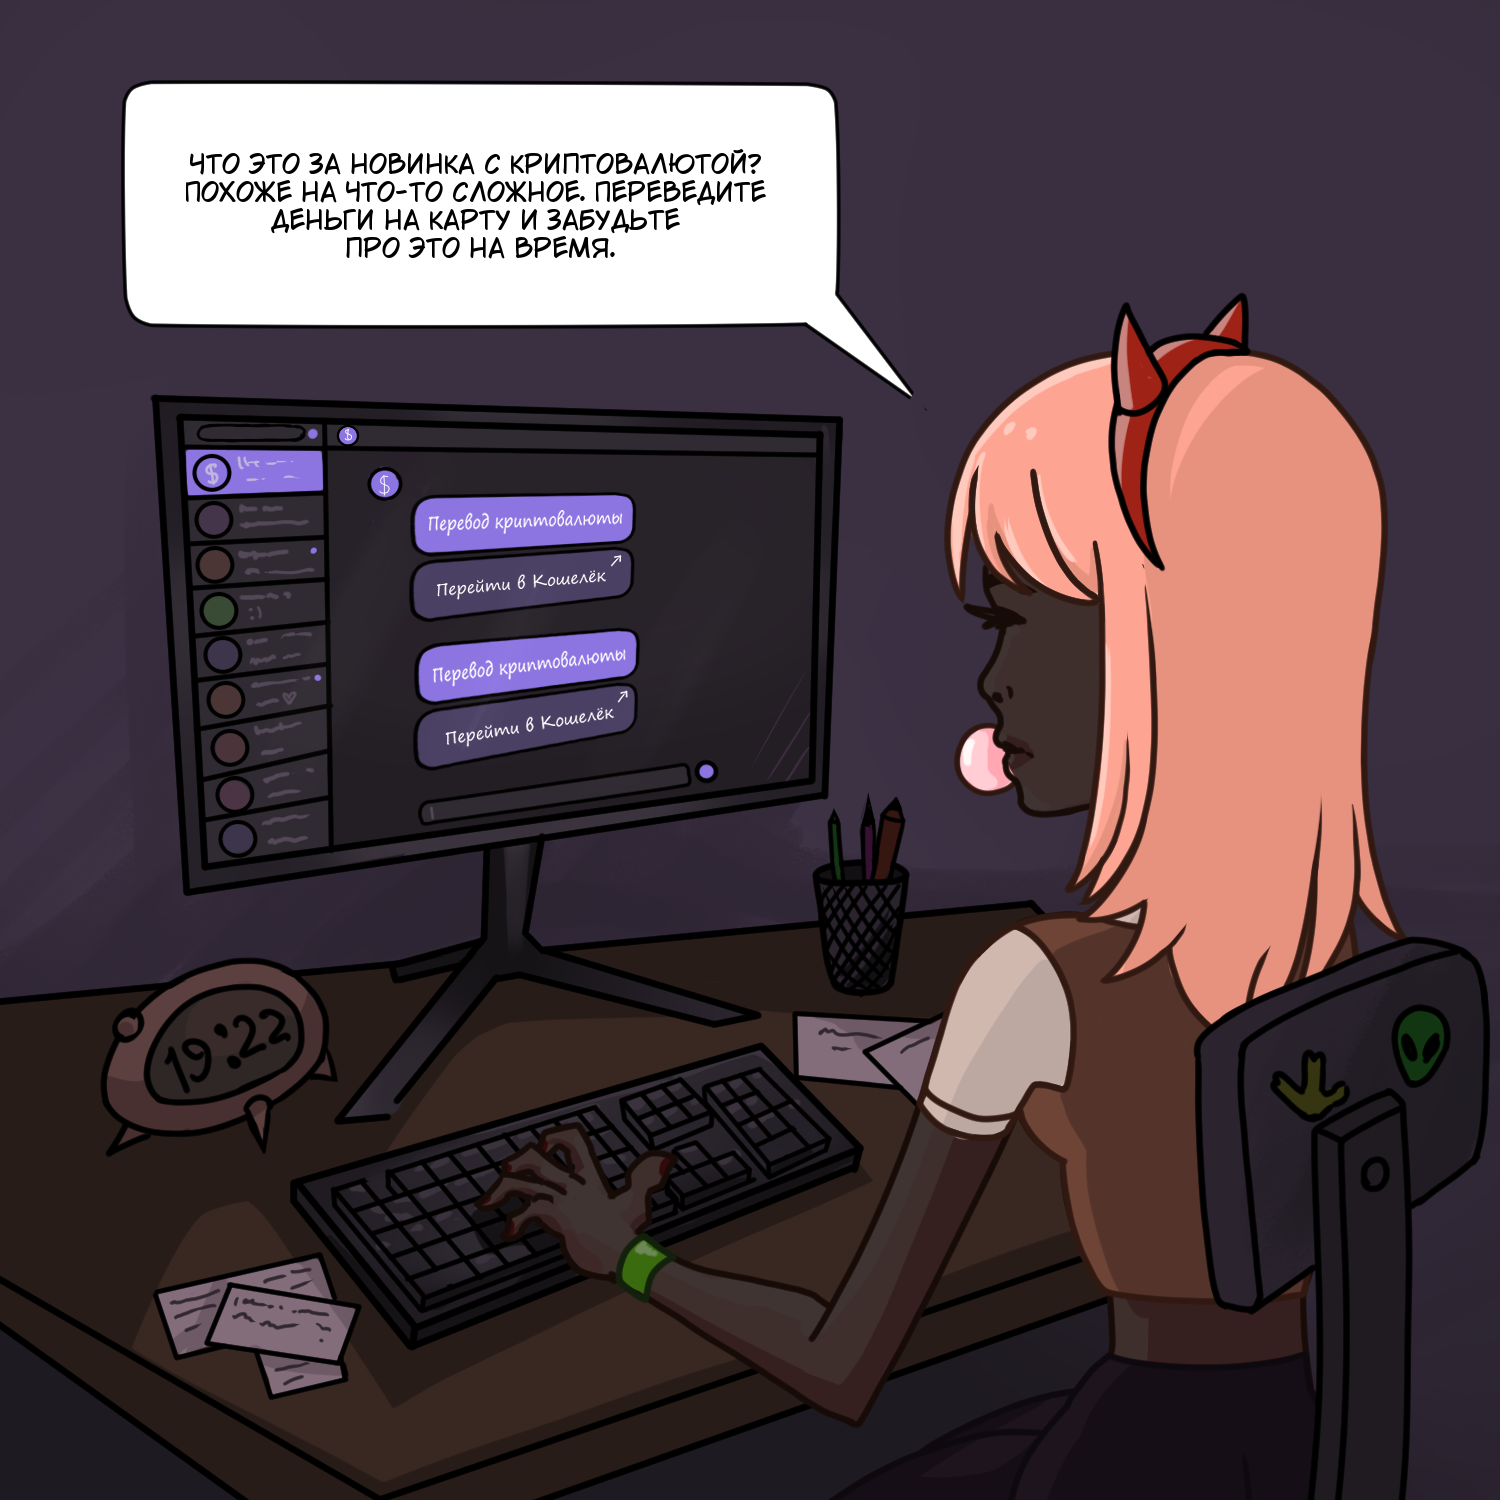 ЧТО ЭТО ЗА НОВИНКА С КРИПТОВАЛЮТОЙ?
ПОХОЖЕ НА ЧТО-ТО СЛОЖНОЕ. ПЕРЕВЕДИТЕ
ДЕНЬГИ НА КАРТУ И ЗАБУДЬТЕ
ПРО ЭТО НА ВРЕМЯ.
$
$
$
Перевод криптовалюты
Перейти в Кошелёк
Перевод криптовалюты
Перейти в Кошелёк
:)
19:22